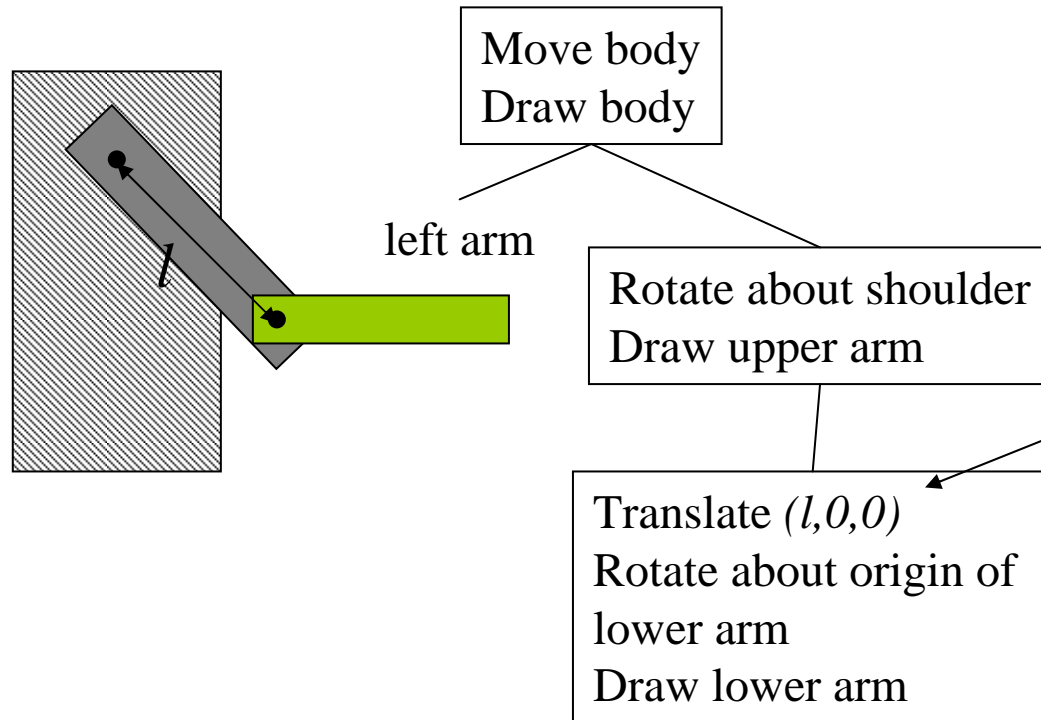 Move body
Draw body
left arm
l
Rotate about shoulder
Draw upper arm
Translate (l,0,0)
Rotate about origin of
lower arm
Draw lower arm